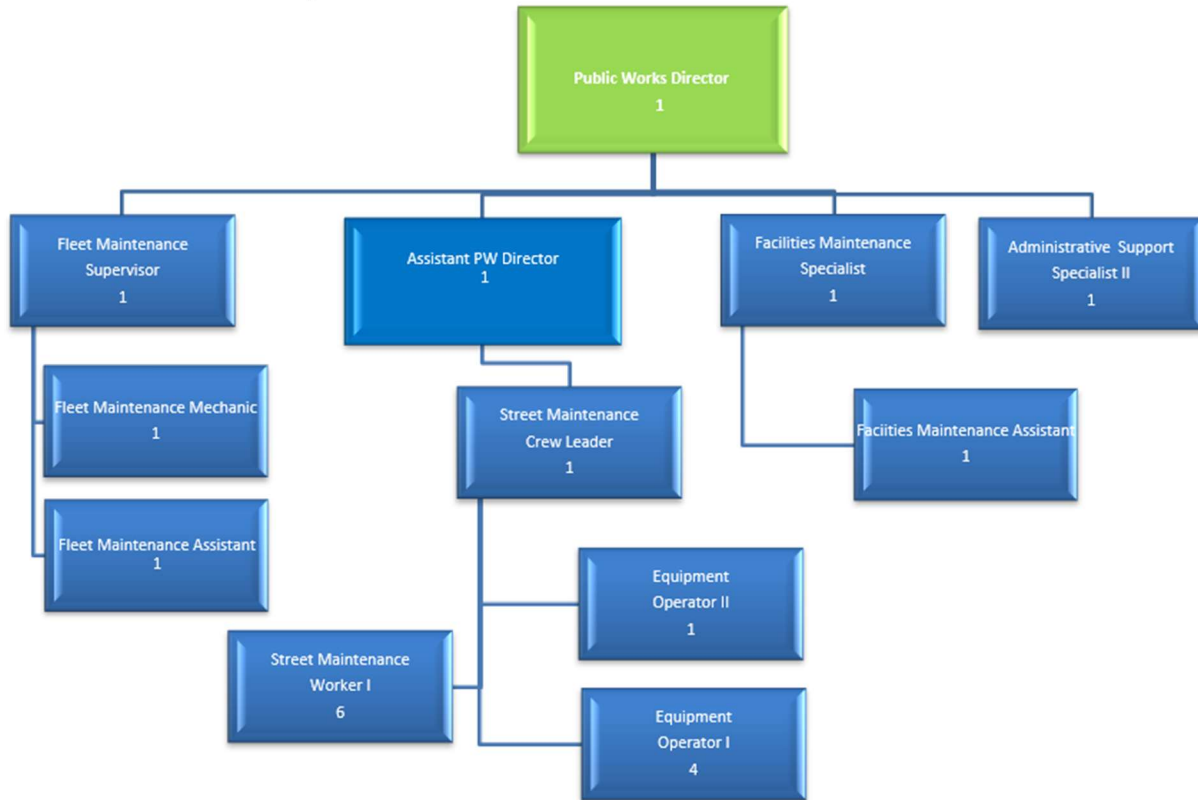 Public Works Director
1
Fleet Maintenance
Supervisor
1
Assistant PW Director
1
Facilities Maintenance
Specialist
1
Administrative Support
Specialist II
1
Fleet Maintenance Mechanic
1
Street Maintenance
Crew Leader
1
Faciities Maintenance Assistant
1
Fleet Maintenance Assistant
1
Equipment
Operator II
1
Street Maintenance
Worker I
6
Equipment
Operator I
4